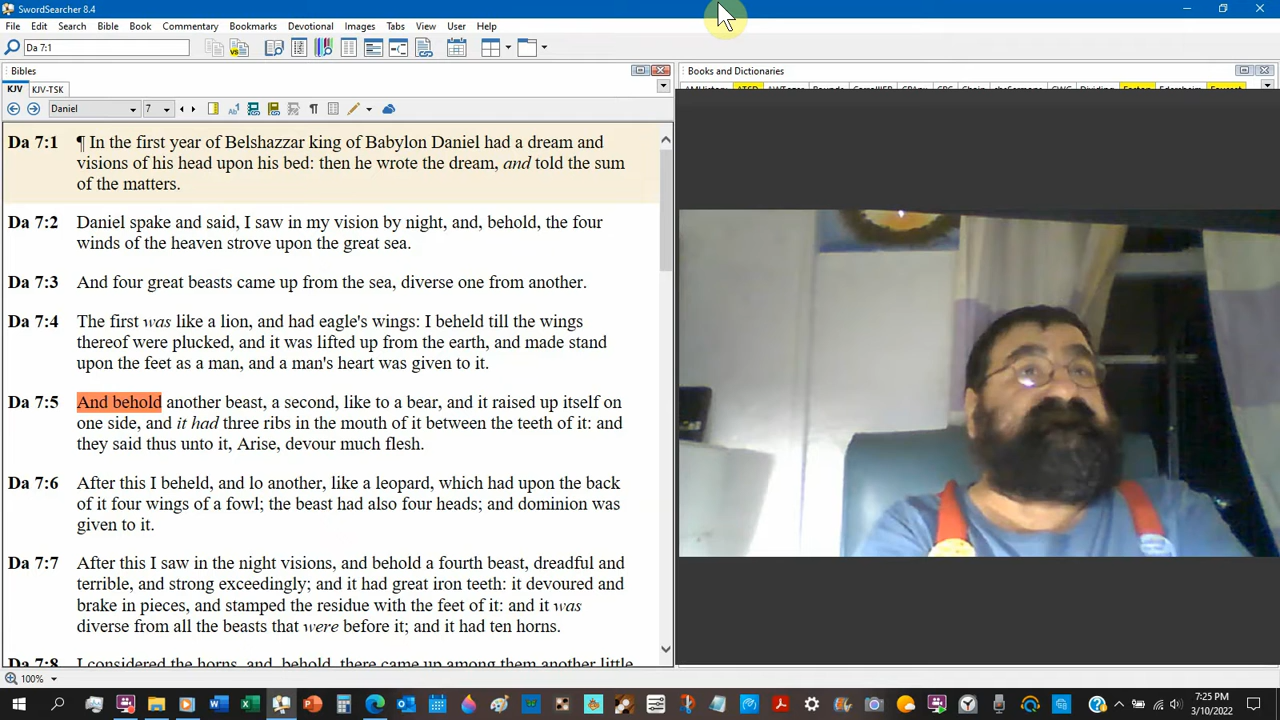 SwordSearcher 8.4
File Edit Search Bible Book Commentary Bookmarks Devotional Images Tabs View User Help
Da 7:1
Bibles
Books and Dictionaries
KJV KJV-TSK
Daniel 7
Da 7:1 ¶ In the first year of Belshazzar king of Babylon Daniel had a dream and
visions of his head upon his bed: then he wrote the dream, and told the sum
of the matters.
Da 7:2 Daniel spake and said, I saw in my vision by night, and, behold, the four
winds of the heaven strove upon the great sea.
Da 7:3 And four great beasts came up from the sea, diverse one from another.
Da 7:4 The first was like a lion, and had eagle's wings: I beheld till the wings
thereof were plucked, and it was lifted up from the earth, and made stand
upon the feet as a man, and a man's heart was given to it.
Da 7:5 And behold another beast, a second, like to a bear, and it raised up itself on
one side, and it had three ribs in the mouth of it between the teeth of it: and
they said thus unto it, Arise, devour much flesh.
Da 7:6 After this I beheld, and lo another, like a leopard, which had upon the back
of it four wings of a fowl; the beast had also four heads; and dominion was
given to it.
Da 7:7 After this I saw in the night visions, and behold a fourth beast, dreadful and
terrible, and strong exceedingly; and it had great iron teeth: it devoured and
brake in pieces, and stamped the residue with the feet of it: and it was
diverse from all the beasts that were before it; and it had ten horns.
Da 7:8 I considered the horns, and, behold, there came up among them another little
100%
7:25 PM
3/10/2022